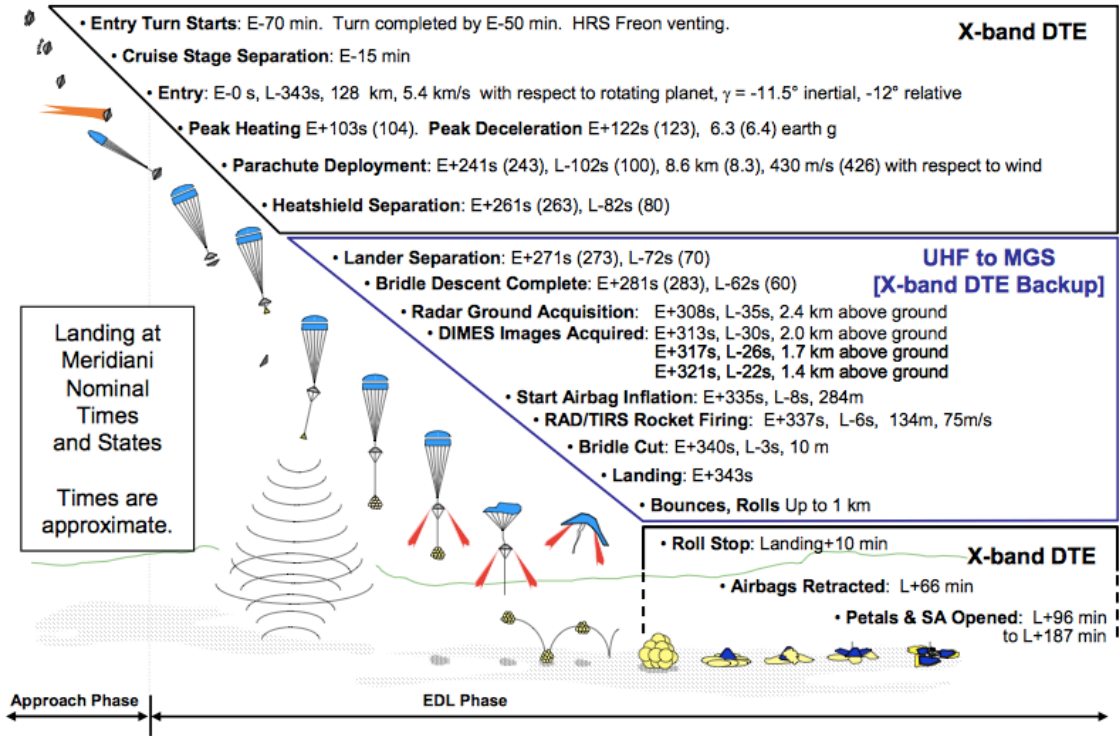 • Entry Turn Starts: E-70 min. Turn completed by E-50 min. HRS Freon venting.
X-band DTE
• Cruise Stage Separation: E-15 min
• Entry: E-0 s, L-343s, 128 km, 5.4 km/s with respect to rotating planet, γ = -11.5° inertial, -12° relative
• Peak Heating E+103s (104). Peak Deceleration E+122s (123), 6.3 (6.4) earth g
• Parachute Deployment: E+241s (243), L-102s (100), 8.6 km (8.3), 430 m/s (426) with respect to wind
• Heatshield Separation: E+261s (263), L-82s (80)
• Lander Separation: E+271s (273), L-72s (70)
UHF to MGS
[X-band DTE Backup]
• Bridle Descent Complete: E+281s (283), L-62s (60)
• Radar Ground Acquisition: E+308s, L-35s, 2.4 km above ground
• DIMES Images Acquired: E+313s, L-30s, 2.0 km above ground
E+317s, L-26s, 1.7 km above ground
E+321s, L-22s, 1.4 km above ground
• Start Airbag Inflation: E+335s, L-8s, 284m
• RAD/TIRS Rocket Firing: E+337s, L-6s, 134m, 75m/s
• Bridle Cut: E+340s, L-3s, 10 m
• Landing: E+343s
• Bounces, Rolls Up to 1 km
Landing at
Meridiani
Nominal
Times
and States
Times are
approximate.
• Roll Stop: Landing+10 min
X-band DTE
• Airbags Retracted: L+66 min
• Petals & SA Opened: L+96 min
to L+187 min
Approach Phase
EDL Phase